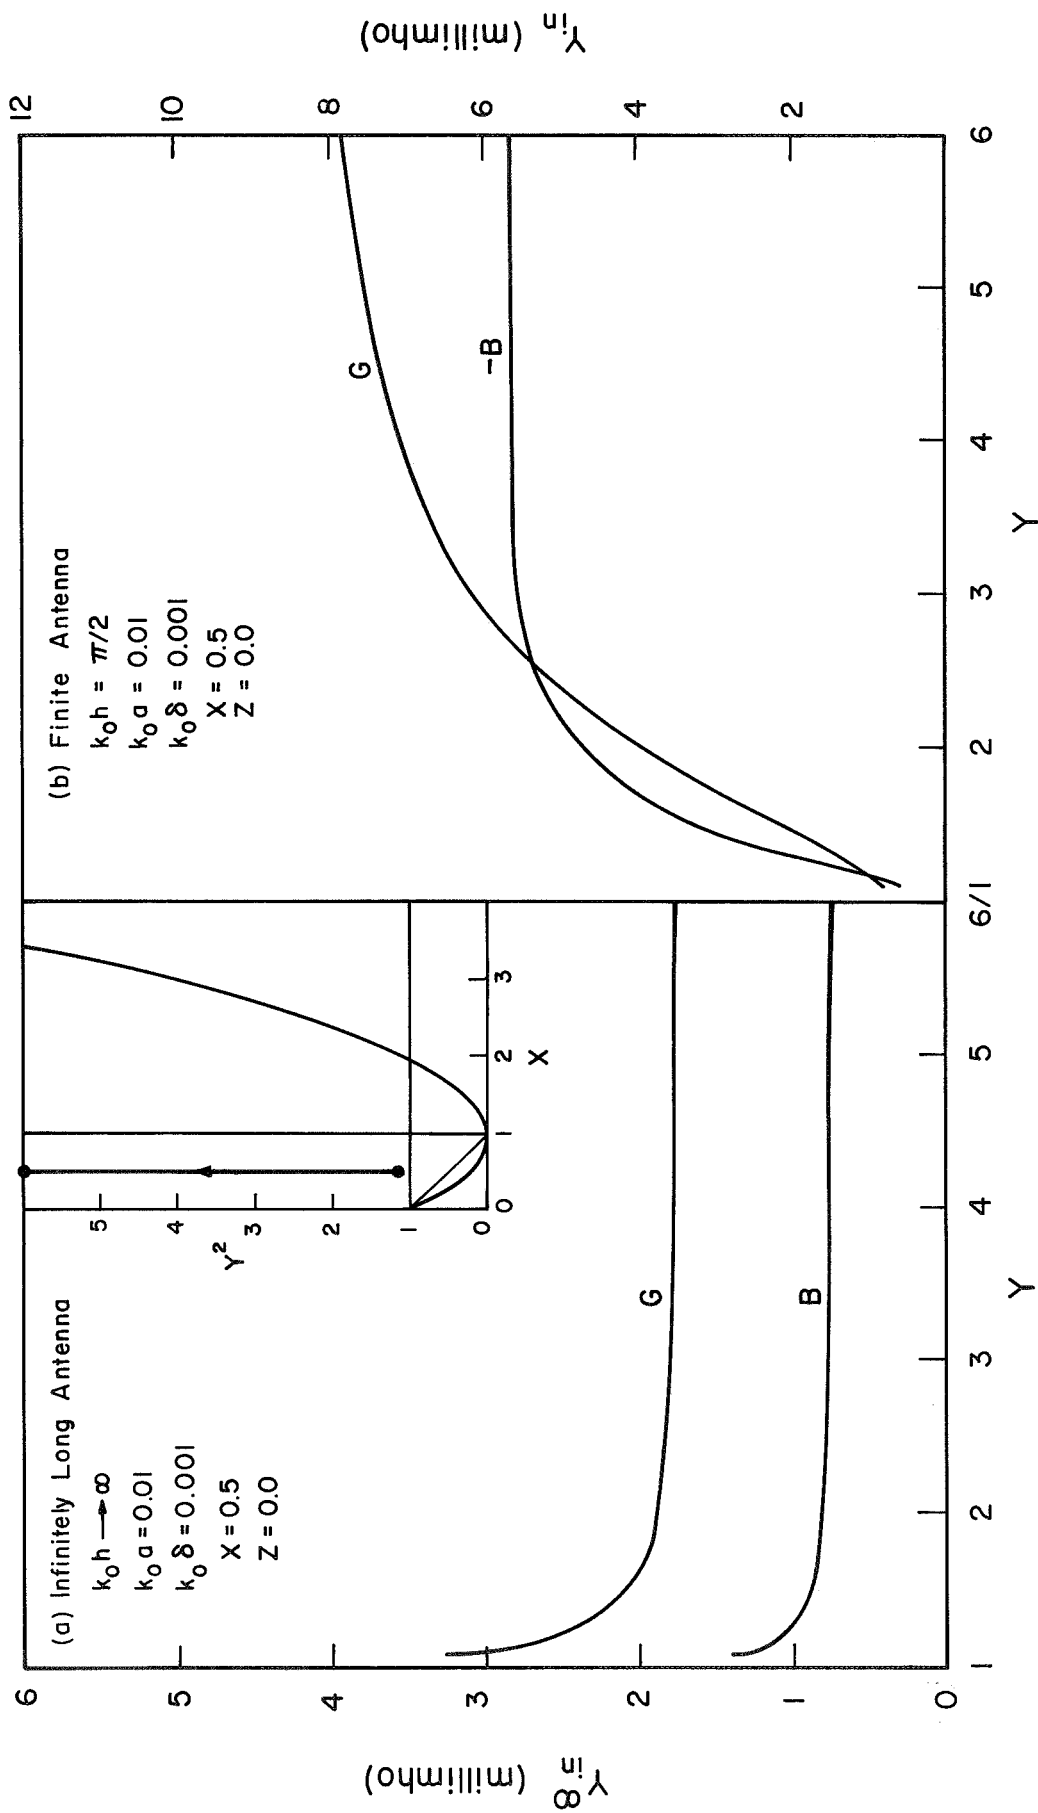 (a) Infinitely Long Antenna
k₀h → ∞
k₀a = 0.01
k₀δ = 0.001
X = 0.5
Z = 0.0
Y∞in (millimho)
6
5
4
3
2
1
0
1
2
3
4
5
6/1
Y
G
B
Y²
5
4
3
2
1
0
0
1
2
3
X
(b) Finite Antenna
k₀h = π/2
k₀a = 0.01
k₀δ = 0.001
X = 0.5
Z = 0.0
G
-B
2
3
4
5
6
Y
12
10
8
6
4
2
Yin (millimho)